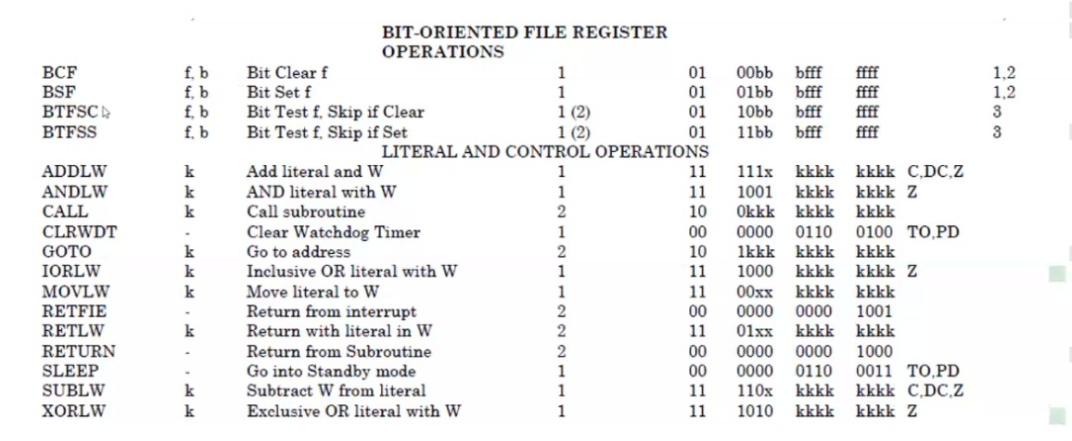 BIT-ORIENTED FILE REGISTER
OPERATIONS
BCF f, b Bit Clear f 1 01 00bb bfff ffff 1,2
BSF f, b Bit Set f 1 01 01bb bfff ffff 1,2
BTFSC f, b Bit Test f, Skip if Clear 1 (2) 01 10bb bfff ffff 3
BTFSS f, b Bit Test f, Skip if Set 1 (2) 01 11bb bfff ffff 3
LITERAL AND CONTROL OPERATIONS
ADDLW k Add literal and W 1 11 111x kkkk kkkk C,DC,Z
ANDLW k AND literal with W 1 11 1001 kkkk kkkk Z
CALL k Call subroutine 2 10 0kkk kkkk kkkk
CLRWDT - Clear Watchdog Timer 1 00 0000 0110 0100 TO,PD
GOTO k Go to address 2 10 1kkk kkkk kkkk
IORLW k Inclusive OR literal with W 1 11 1000 kkkk kkkk Z
MOVLW k Move literal to W 1 11 00xx kkkk kkkk
RETFIE - Return from interrupt 2 00 0000 0000 1001
RETLW k Return with literal in W 2 11 01xx kkkk kkkk
RETURN - Return from Subroutine 2 00 0000 0000 1000
SLEEP - Go into Standby mode 1 00 0000 0110 0011 TO,PD
SUBLW k Subtract W from literal 1 11 110x kkkk kkkk C,DC,Z
XORLW k Exclusive OR literal with W 1 11 1010 kkkk kkkk Z